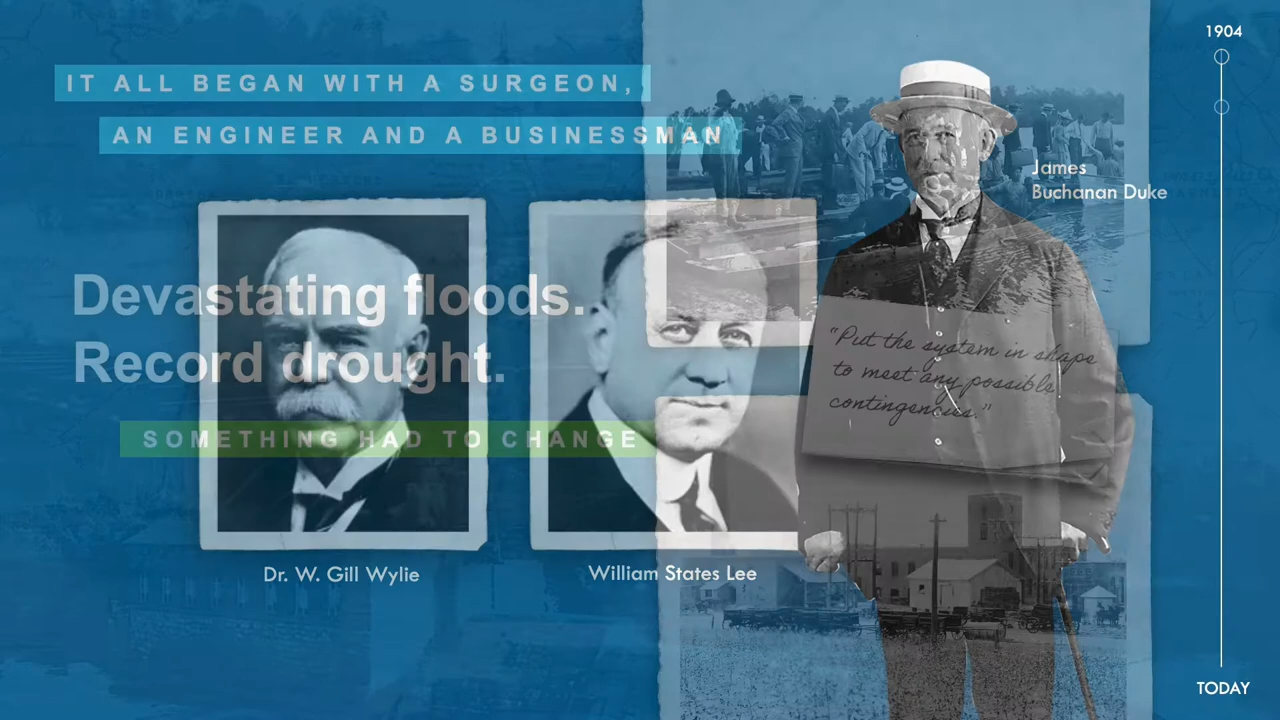 IT ALL BEGAN WITH A SURGEON,
AN ENGINEER AND A BUSINESSMAN
1904
James
Buchanan Duke
Devastating floods.
Record drought.
"Put the system in shape
to meet any possible
contingencies."
SOMETHING HAD TO CHANGE
Dr. W. Gill Wylie
William States Lee
TODAY